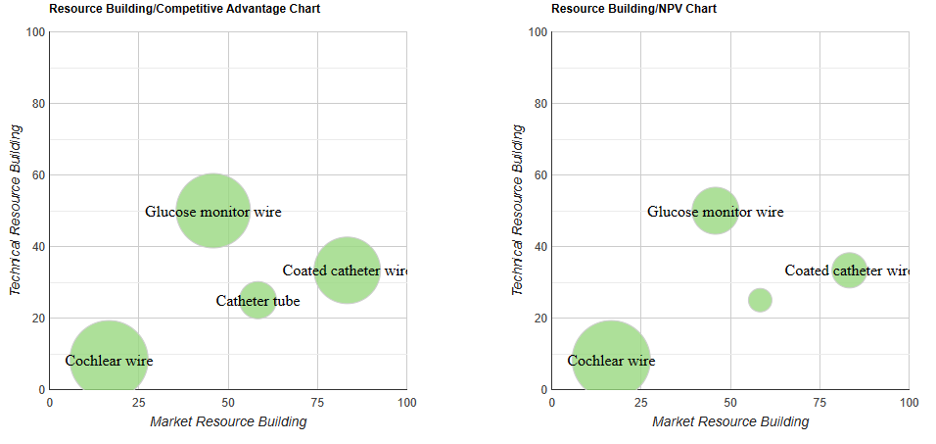 Resource Building/Competitive Advantage Chart
100
80
60
40
20
0
Technical Resource Building
Glucose monitor wire
Coated catheter wire
Catheter tube
Cochlear wire
0 25 50 75 100
Market Resource Building
Resource Building/NPV Chart
100
80
60
40
20
0
Technical Resource Building
Glucose monitor wire
Coated catheter wir
Cochlear wire
0 25 50 75 100
Market Resource Building